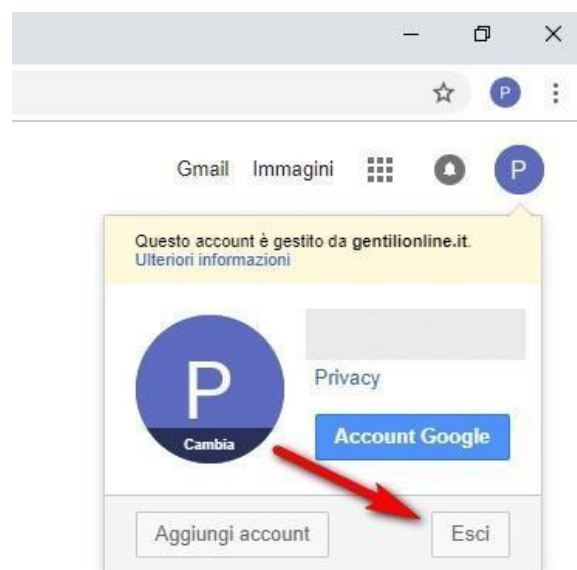 P
Gmail Immagini P
Questo account è gestito da gentilionline.it.
Ulteriori informazioni
P
Cambia
Privacy
Account Google
Aggiungi account Esci